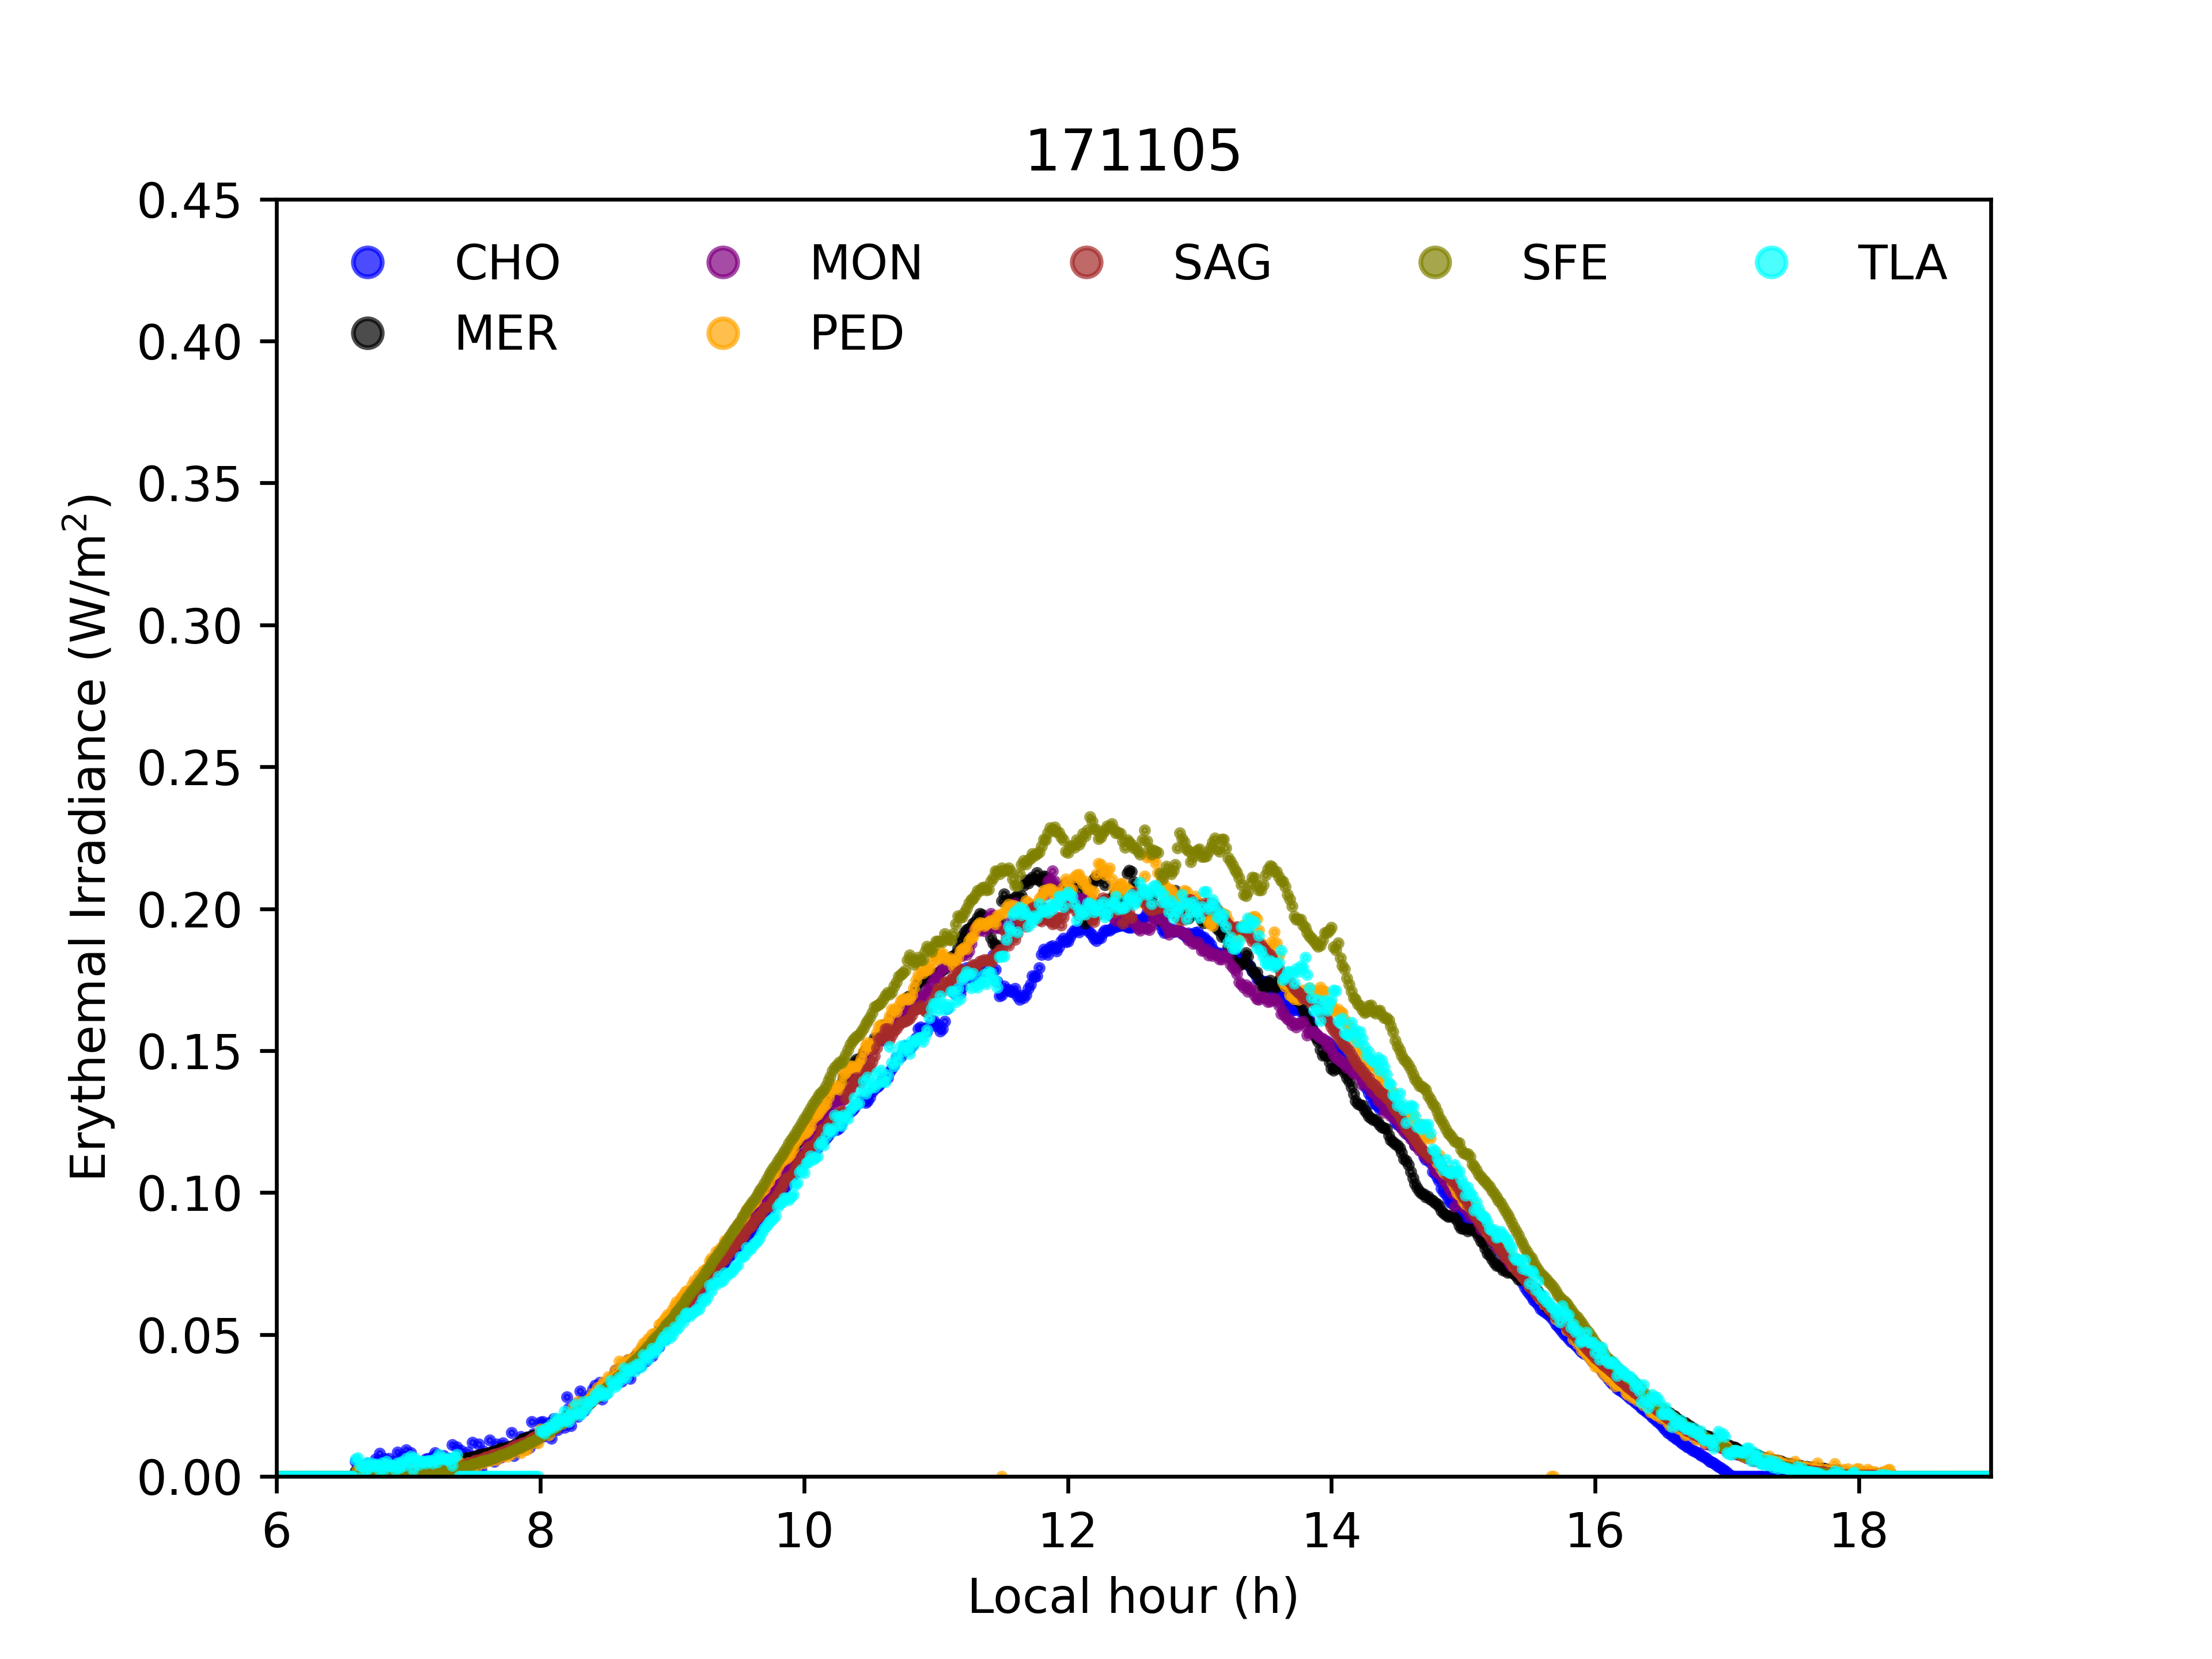 171105
CHO MON SAG SFE TLA
MER PED
Erythemal Irradiance (W/m²)
0.45
0.40
0.35
0.30
0.25
0.20
0.15
0.10
0.05
0.00
6 8 10 12 14 16 18
Local hour (h)